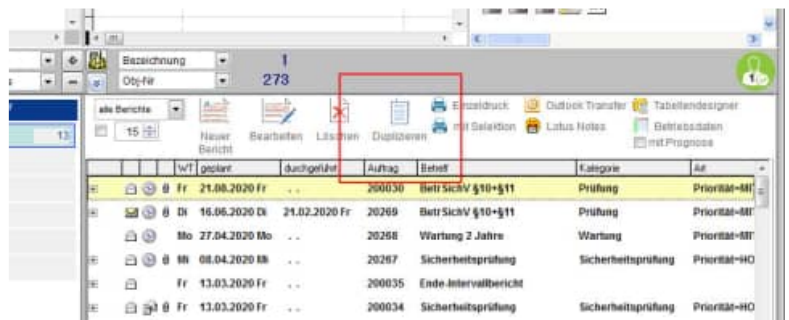 Bezeichnung 1
Obj-Nr 273
1
alle Berichte
15
Neuer Bearbeiten Löschen Duplizieren
Bericht
Einzeldruck Outlook Transfer Tabellendesigner
mit Selektion Lotus Notes Betriebsdaten
mit Prognose
13
WT geplant durchgeführt Auftrag Betreff Kategorie Art
Fr 21.08.2020 Fr . . 200030 BetrSichV §10+§11 Prüfung Priorität=MI
Di 16.06.2020 Di 21.02.2020 Fr 20269 BetrSichV §10+§11 Prüfung Priorität=MI
Mo 27.04.2020 Mo . . 20268 Wartung 2 Jahre Wartung Priorität=MI
Mi 08.04.2020 Mi . . 20267 Sicherheitsprüfung Sicherheitsprüfung Priorität=HO
Fr 13.03.2020 Fr . . 200035 Ende-Intervallbericht
Fr 13.03.2020 Fr . . 200034 Sicherheitsprüfung Sicherheitsprüfung Priorität=HO